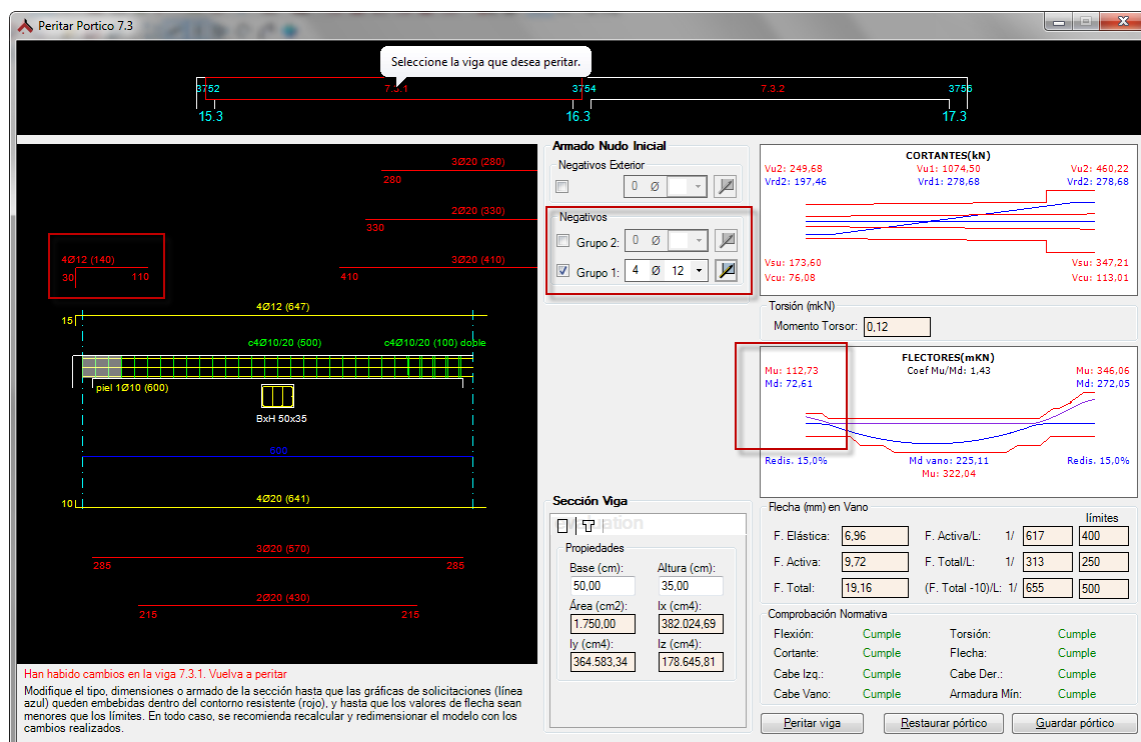 Peritar Portico 7.3
Seleccione la viga que desea peritar.
3752 7.3.1 3754 7.3.2 3756
15.3 16.3 17.3
3Ø20 (280)
280
2Ø20 (330)
330
4Ø12 (140) 3Ø20 (410)
30 110 410
4Ø12 (647)
15
c4Ø10/20 (500) c4Ø10/20 (100) doble
piel 1Ø10 (600)
BxH 50x35
600
4Ø20 (641)
10
3Ø20 (570)
285 285
2Ø20 (430)
215 215
Han habido cambios en la viga 7.3.1. Vuelva a peritar
Modifique el tipo, dimensiones o armado de la sección hasta que las gráficas de solicitaciones (línea
azul) queden embebidas dentro del contorno resistente (rojo), y hasta que los valores de flecha sean
menores que los límites. En todo caso, se recomienda recalcular y redimensionar el modelo con los
cambios realizados.
Armado Nudo Inicial
Negativos Exterior
0 Ø
Negativos
Grupo 2: 0 Ø
Grupo 1: 4 Ø 12
Sección Viga
Propiedades
Base (cm): Altura (cm):
50,00 35,00
Área (cm2): Ix (cm4):
1.750,00 382.024,69
Iy (cm4): Iz (cm4):
364.583,34 178.645,81
CORTANTES(kN)
Vu2: 249,68 Vu1: 1074,50 Vu2: 460,22
Vrd2: 197,46 Vrd1: 278,68 Vrd2: 278,68
Vsu: 173,60 Vsu: 347,21
Vcu: 76,08 Vcu: 113,01
Torsión (mkN)
Momento Torsor: 0,12
FLECTORES(mKN)
Mu: 112,73 Coef Mu/Md: 1,43 Mu: 346,06
Md: 72,61 Md: 272,05
Redis. 15,0% Md vano: 225,11 Redis. 15,0%
Mu: 322,04
Flecha (mm) en Vano
límites
F. Elástica: 6,96 F. Activa/L: 1/ 617 400
F. Activa: 9,72 F. Total/L: 1/ 313 250
F. Total: 19,16 (F. Total -10)/L: 1/ 655 500
Comprobación Normativa
Flexión: Cumple Torsión: Cumple
Cortante: Cumple Flecha: Cumple
Cabe Izq.: Cumple Cabe Der.: Cumple
Cabe Vano: Cumple Armadura Mín: Cumple
Peritar viga Restaurar pórtico Guardar pórtico